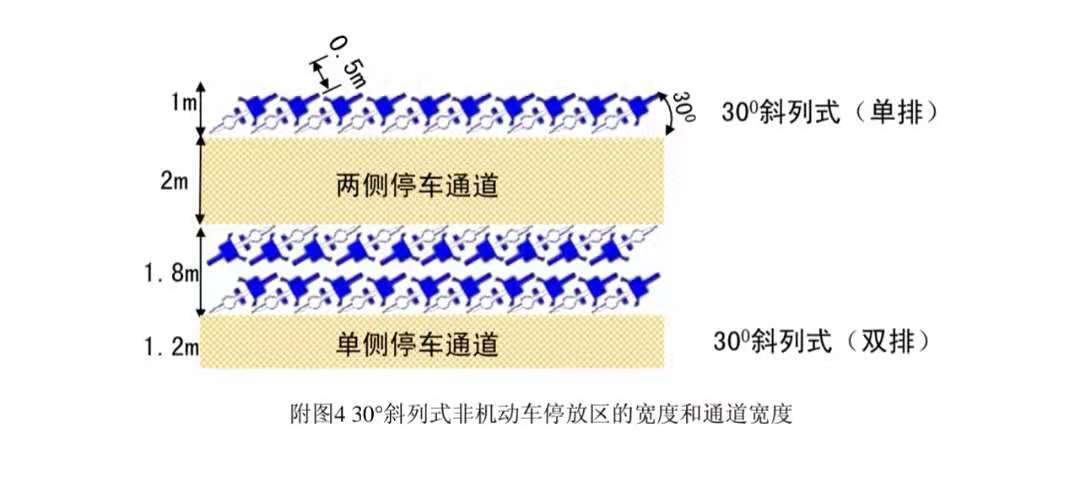 0.5m
1m
30⁰
30⁰斜列式（单排）
2m
两侧停车通道
1.8m
1.2m
单侧停车通道
30⁰斜列式（双排）
附图4 30°斜列式非机动车停放区的宽度和通道宽度